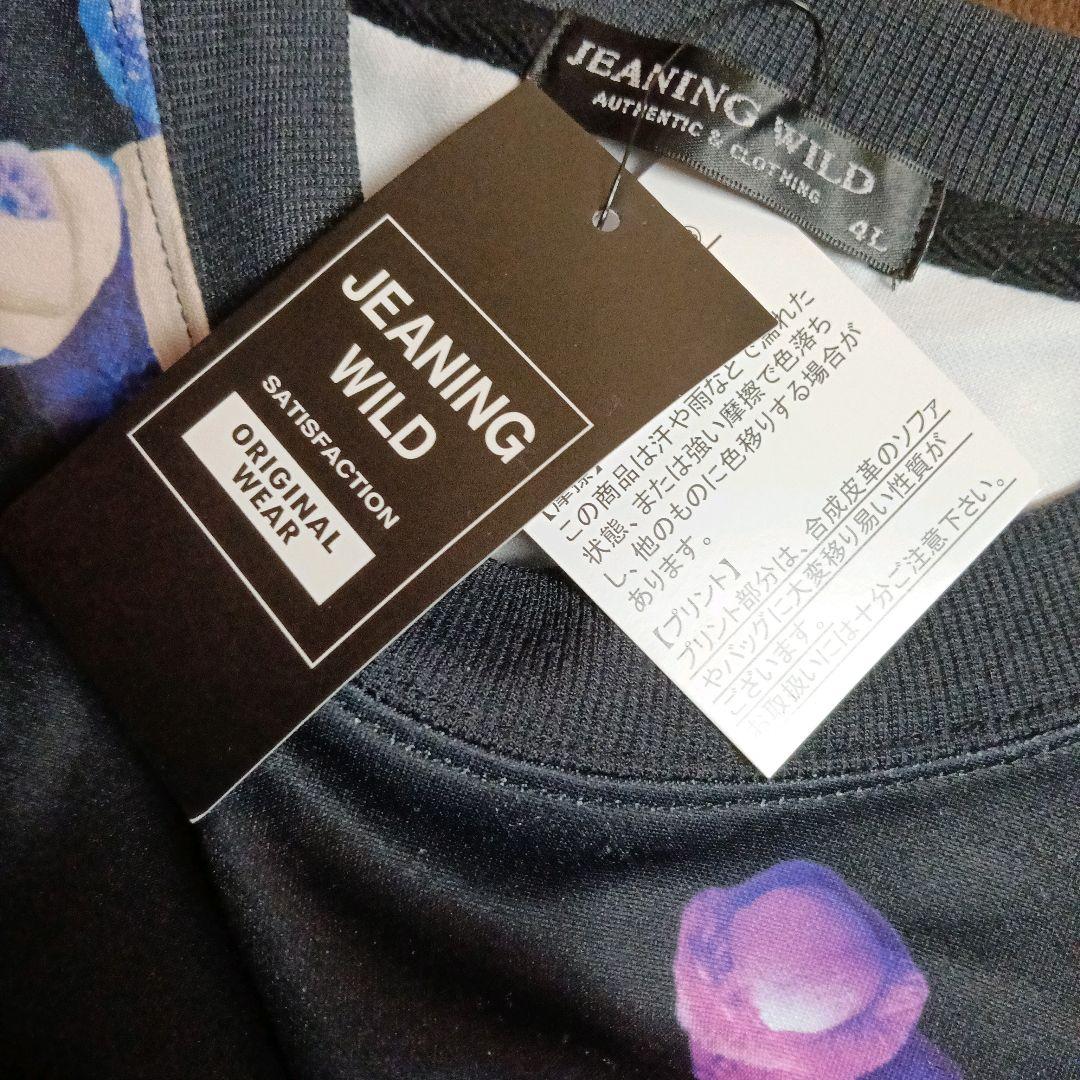 JEANING WILD
AUTHENTIC & CLOTHING
4L
JEANING
WILD
SATISFACTION
ORIGINAL
WEAR
【摩擦】
この商品は汗や雨などで濡れた
状態、または強い摩擦で色落ち
し、他のものに色移りする場合が
あります。
【プリント】
プリント部分は、合成皮革のソファ
やバッグに大変移り易い性質が
ございます。
お取扱いには十分ご注意下さい。